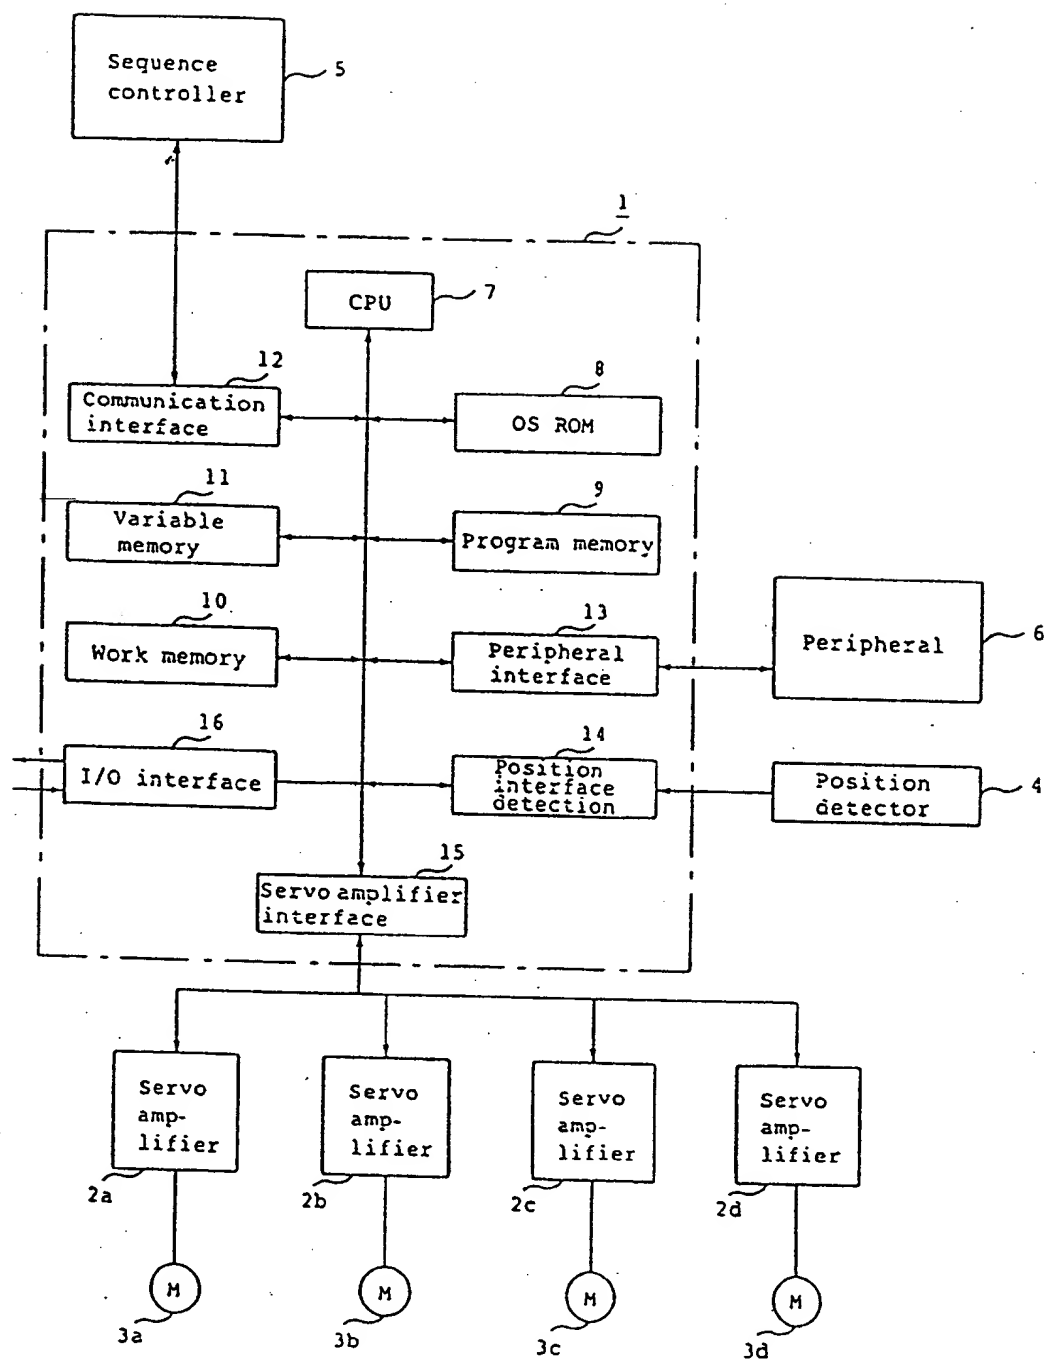 Sequence
controller
5
1
CPU
7
12
Communication
interface
8
OS ROM
11
Variable
memory
9
Program memory
10
Work memory
13
Peripheral
interface
Peripheral
6
16
I/O interface
14
Position
interface
detection
Position
detector
4
15
Servo amplifier
interface
Servo
amp-
lifier
2a
Servo
amp-
lifier
2b
Servo
amp-
lifier
2c
Servo
amp-
lifier
2d
M
3a
M
3b
M
3c
M
3d